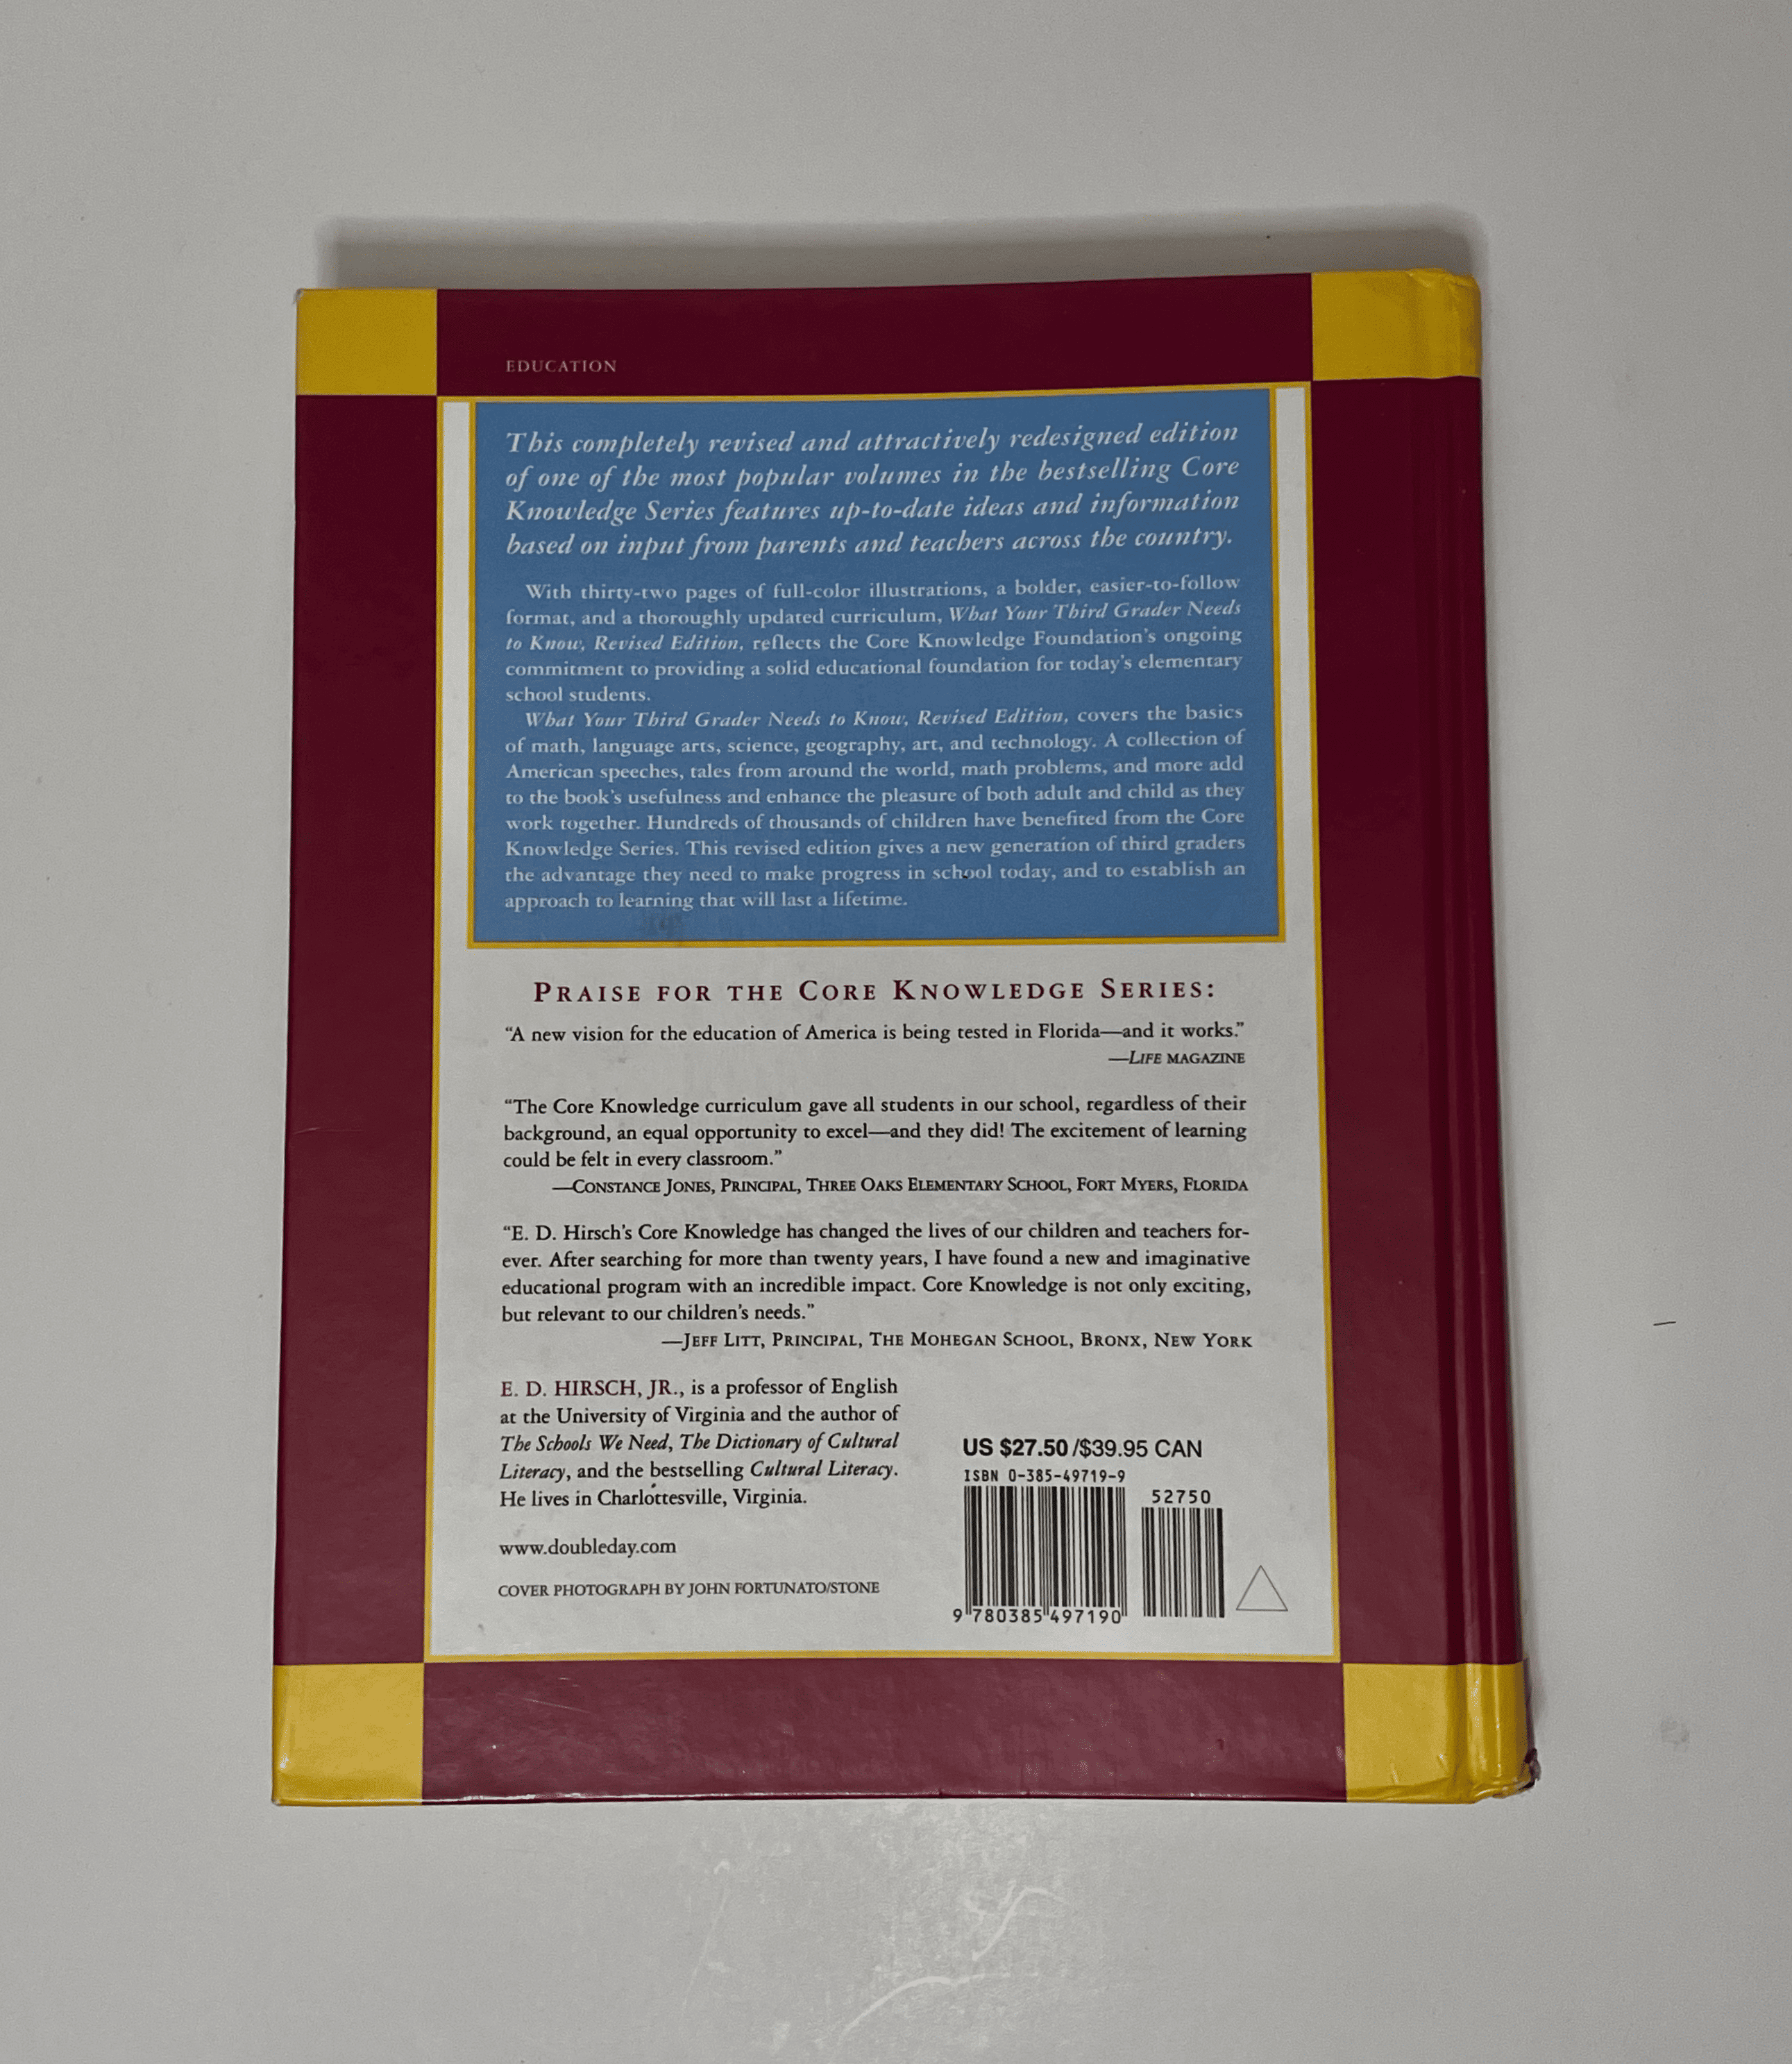 EDUCATION
This completely revised and attractively redesigned edition
of one of the most popular volumes in the bestselling Core
Knowledge Series features up-to-date ideas and information
based on input from parents and teachers across the country.
With thirty-two pages of full-color illustrations, a bolder, easier-to-follow
format, and a thoroughly updated curriculum, What Your Third Grader Needs
to Know, Revised Edition, reflects the Core Knowledge Foundation's ongoing
commitment to providing a solid educational foundation for today's elementary
school students.
What Your Third Grader Needs to Know, Revised Edition, covers the basics
of math, language arts, science, geography, art, and technology. A collection of
American speeches, tales from around the world, math problems, and more add
to the book's usefulness and enhance the pleasure of both adult and child as they
work together. Hundreds of thousands of children have benefited from the Core
Knowledge Series. This revised edition gives a new generation of third graders
the advantage they need to make progress in school today, and to establish an
approach to learning that will last a lifetime.
PRAISE FOR THE CORE KNOWLEDGE SERIES:
“A new vision for the education of America is being tested in Florida—and it works.”
—LIFE MAGAZINE
“The Core Knowledge curriculum gave all students in our school, regardless of their
background, an equal opportunity to excel—and they did! The excitement of learning
could be felt in every classroom.”
—CONSTANCE JONES, PRINCIPAL, THREE OAKS ELEMENTARY SCHOOL, FORT MYERS, FLORIDA
“E. D. Hirsch's Core Knowledge has changed the lives of our children and teachers for-
ever. After searching for more than twenty years, I have found a new and imaginative
educational program with an incredible impact. Core Knowledge is not only exciting,
but relevant to our children's needs.”
—JEFF LITT, PRINCIPAL, THE MOHEGAN SCHOOL, BRONX, NEW YORK
E. D. HIRSCH, JR., is a professor of English
at the University of Virginia and the author of
The Schools We Need, The Dictionary of Cultural
Literacy, and the bestselling Cultural Literacy.
He lives in Charlottesville, Virginia.
www.doubleday.com
COVER PHOTOGRAPH BY JOHN FORTUNATO/STONE
US $27.50/$39.95 CAN
ISBN 0-385-49719-9
52750
9 780385 497190